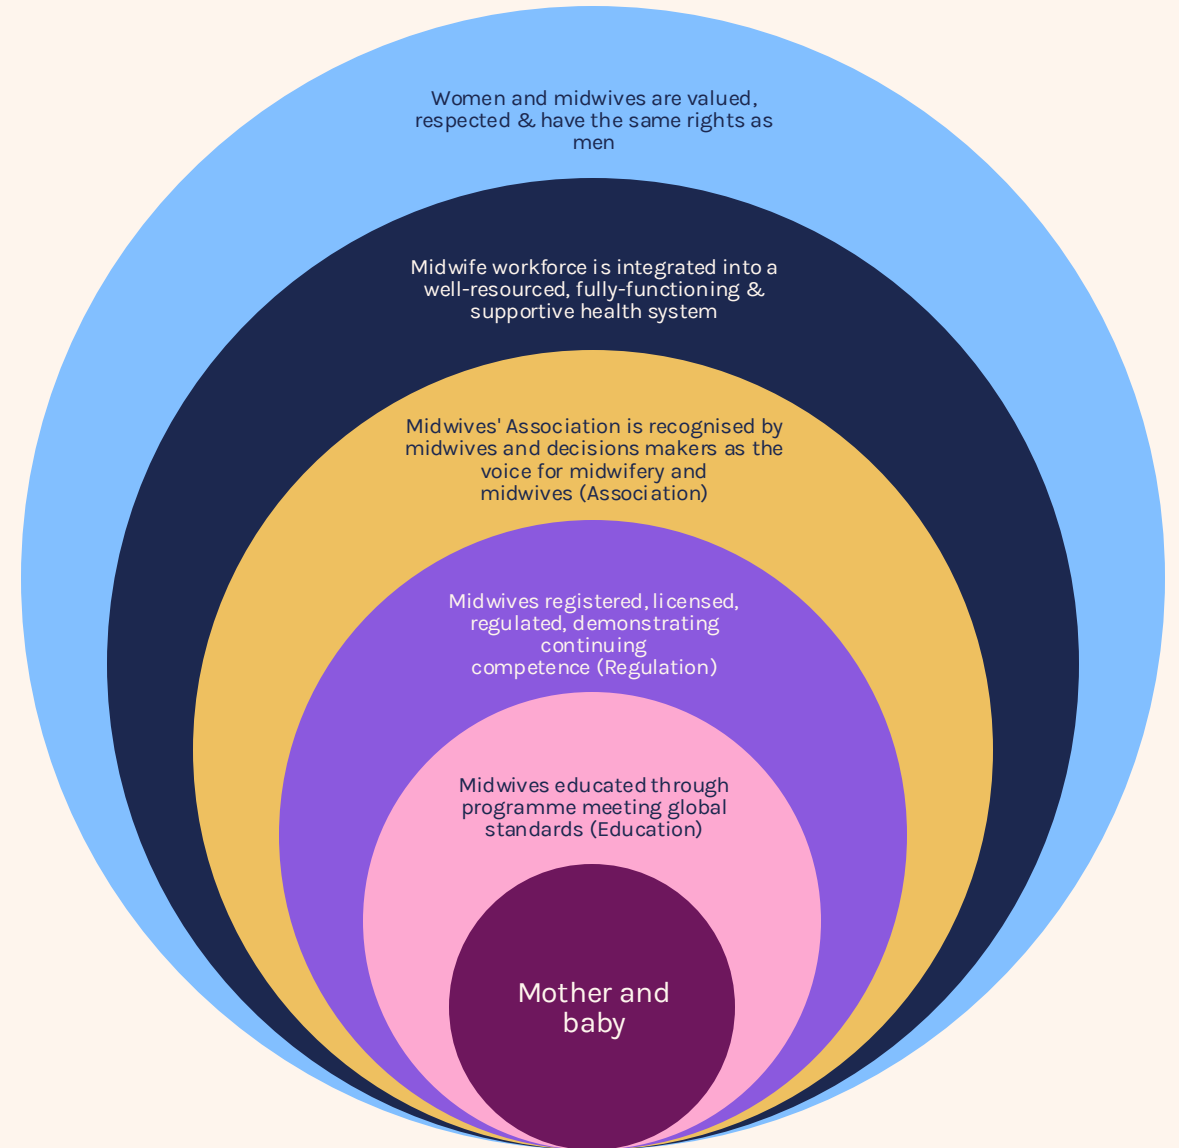 Women and midwives are valued,
respected & have the same rights as
men
Midwife workforce is integrated into a
well-resourced, fully-functioning &
supportive health system
Midwives' Association is recognised by
midwives and decisions makers as the
voice for midwifery and
midwives (Association)
Midwives registered, licensed,
regulated, demonstrating
continuing
competence (Regulation)
Midwives educated through
programme meeting global
standards (Education)
Mother and
baby